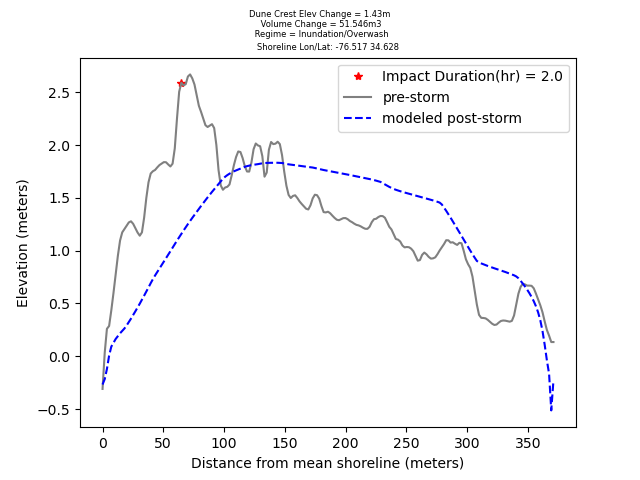 Dune Crest Elev Change = 1.43m
Volume Change = 51.546m3
Regime = Inundation/Overwash
Shoreline Lon/Lat: -76.517 34.628
Impact Duration(hr) = 2.0
pre-storm
modeled post-storm
2.5
2.0
1.5
1.0
0.5
0.0
−0.5
Elevation (meters)
0 50 100 150 200 250 300 350
Distance from mean shoreline (meters)